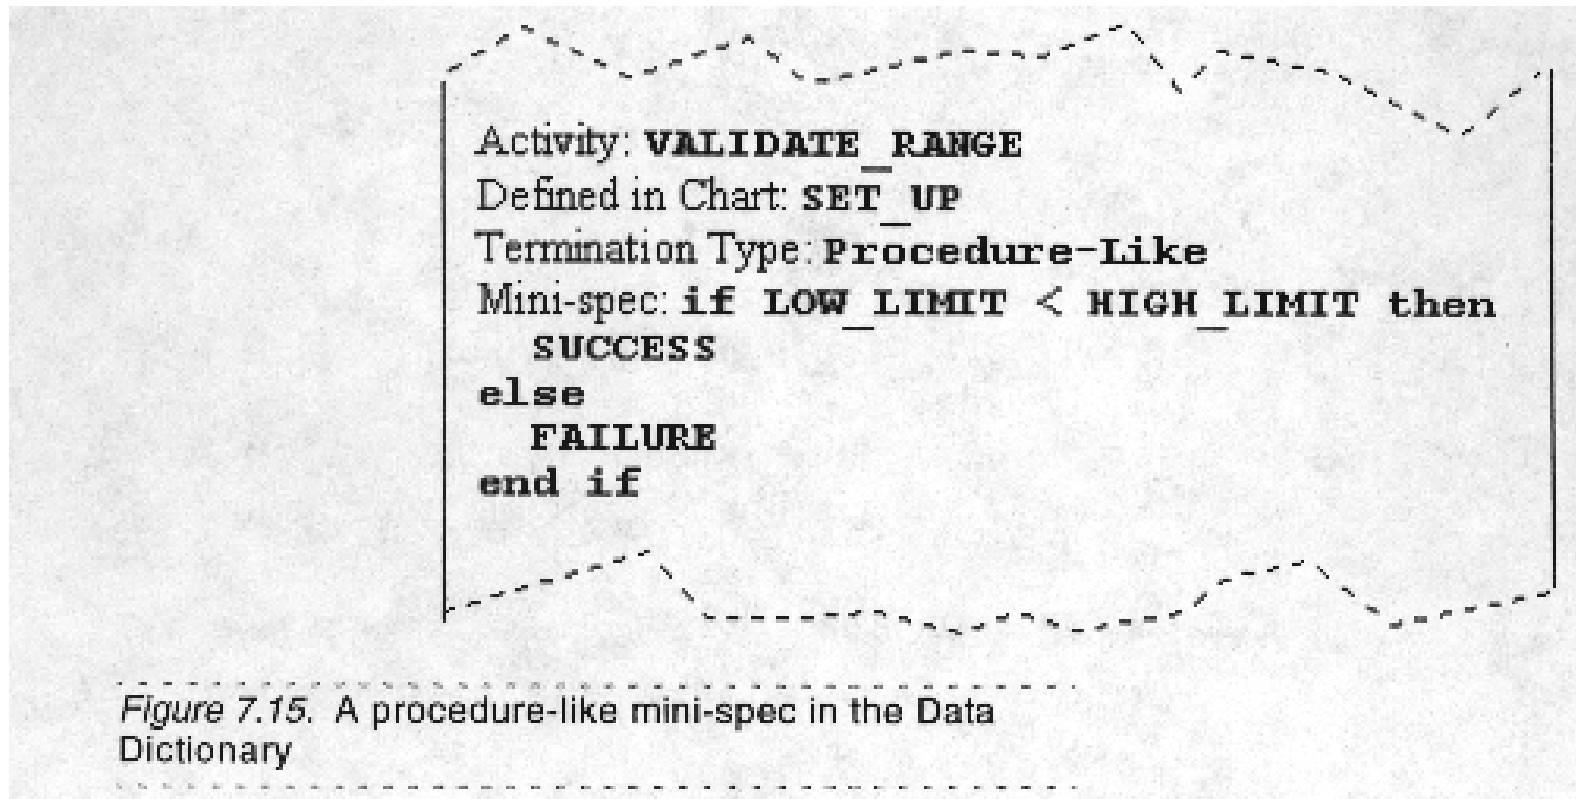 Activity: VALIDATE_RANGE
Defined in Chart: SET_UP
Termination Type: Procedure-Like
Mini-spec: if LOW_LIMIT < HIGH_LIMIT then
SUCCESS
else
FAILURE
end if
Figure 7.15. A procedure-like mini-spec in the Data
Dictionary